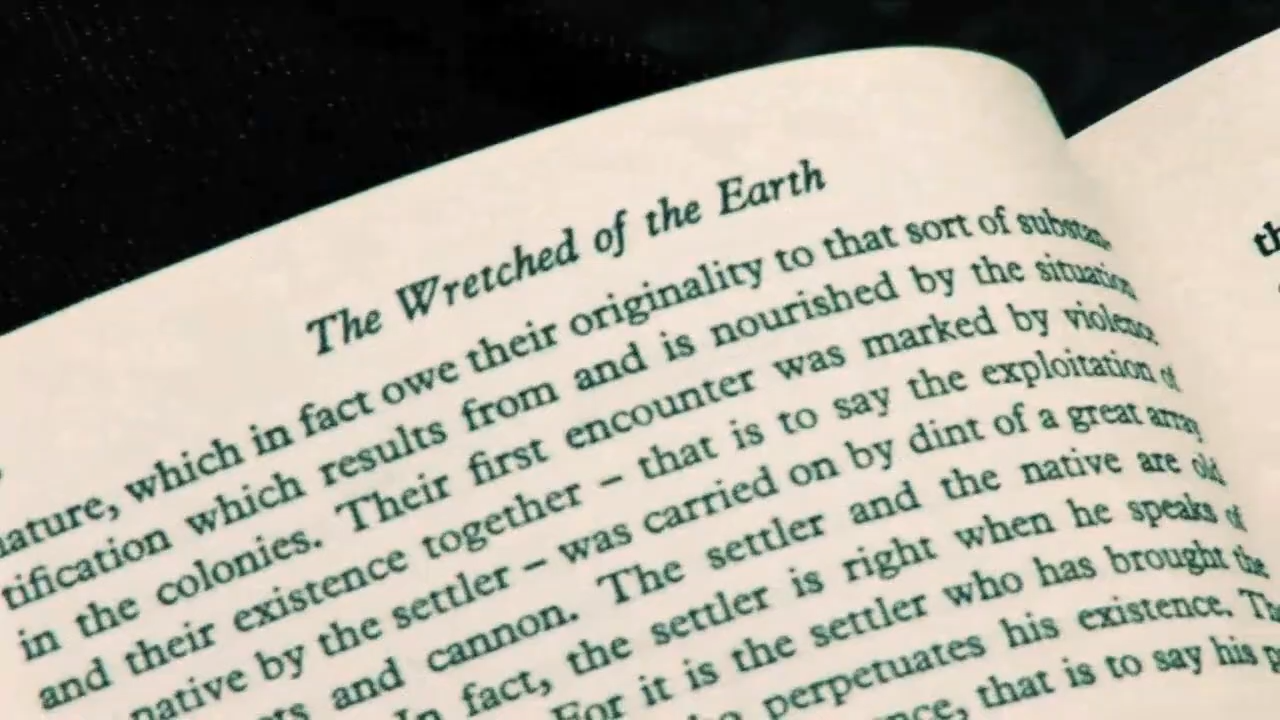 The Wretched of the Earth
nature, which in fact owe their originality to that sort of substan-
tification which results from and is nourished by the situation
in the colonies. Their first encounter was marked by violence
and their existence together – that is to say the exploitation of
native by the settler – was carried on by dint of a great array
and cannon. The settler and the native are old
In fact, the settler is right when he speaks of
For it is the settler who has brought the
perpetuates his existence. The
that is to say his